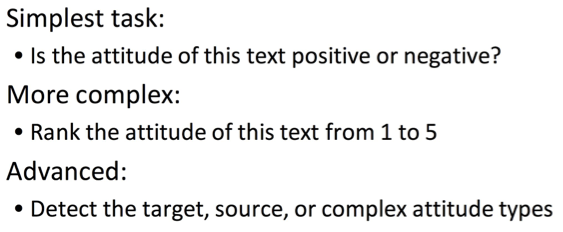 Simplest task:
• Is the attitude of this text positive or negative?
More complex:
• Rank the attitude of this text from 1 to 5
Advanced:
• Detect the target, source, or complex attitude types